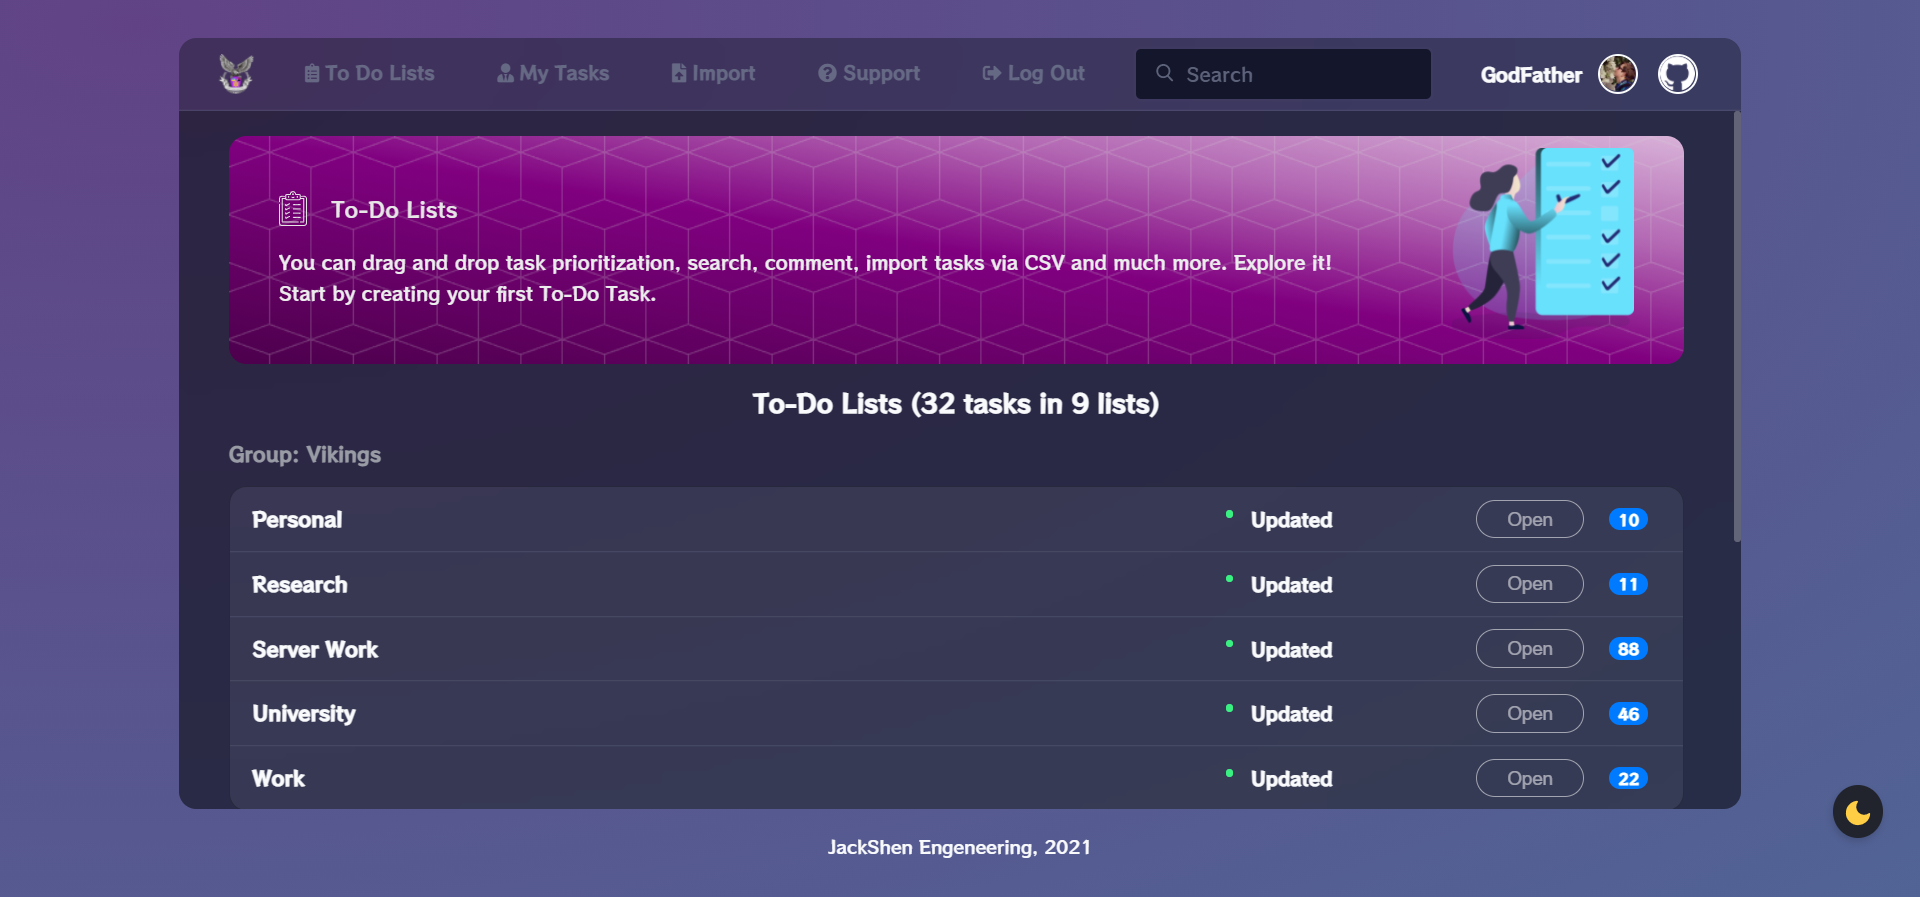 To Do Lists
My Tasks
Import
Support
Log Out
Search
GodFather
To-Do Lists
You can drag and drop task prioritization, search, comment, import tasks via CSV and much more. Explore it!
Start by creating your first To-Do Task.
To-Do Lists (32 tasks in 9 lists)
Group: Vikings
Personal Updated Open 10
Research Updated Open 11
Server Work Updated Open 88
University Updated Open 46
Work Updated Open 22
JackShen Engeneering, 2021